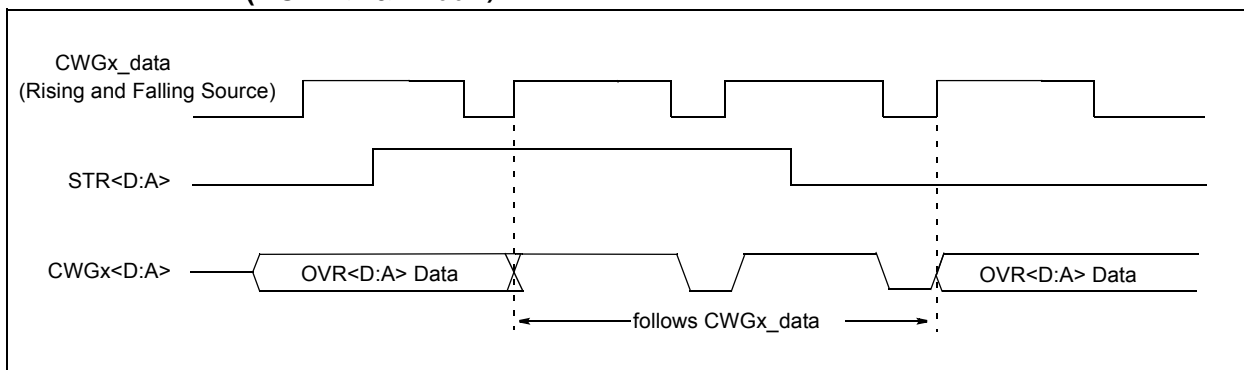 CWGx_data
(Rising and Falling Source)
STR<D:A>
CWGx<D:A>
OVR<D:A> Data
OVR<D:A> Data
follows CWGx_data